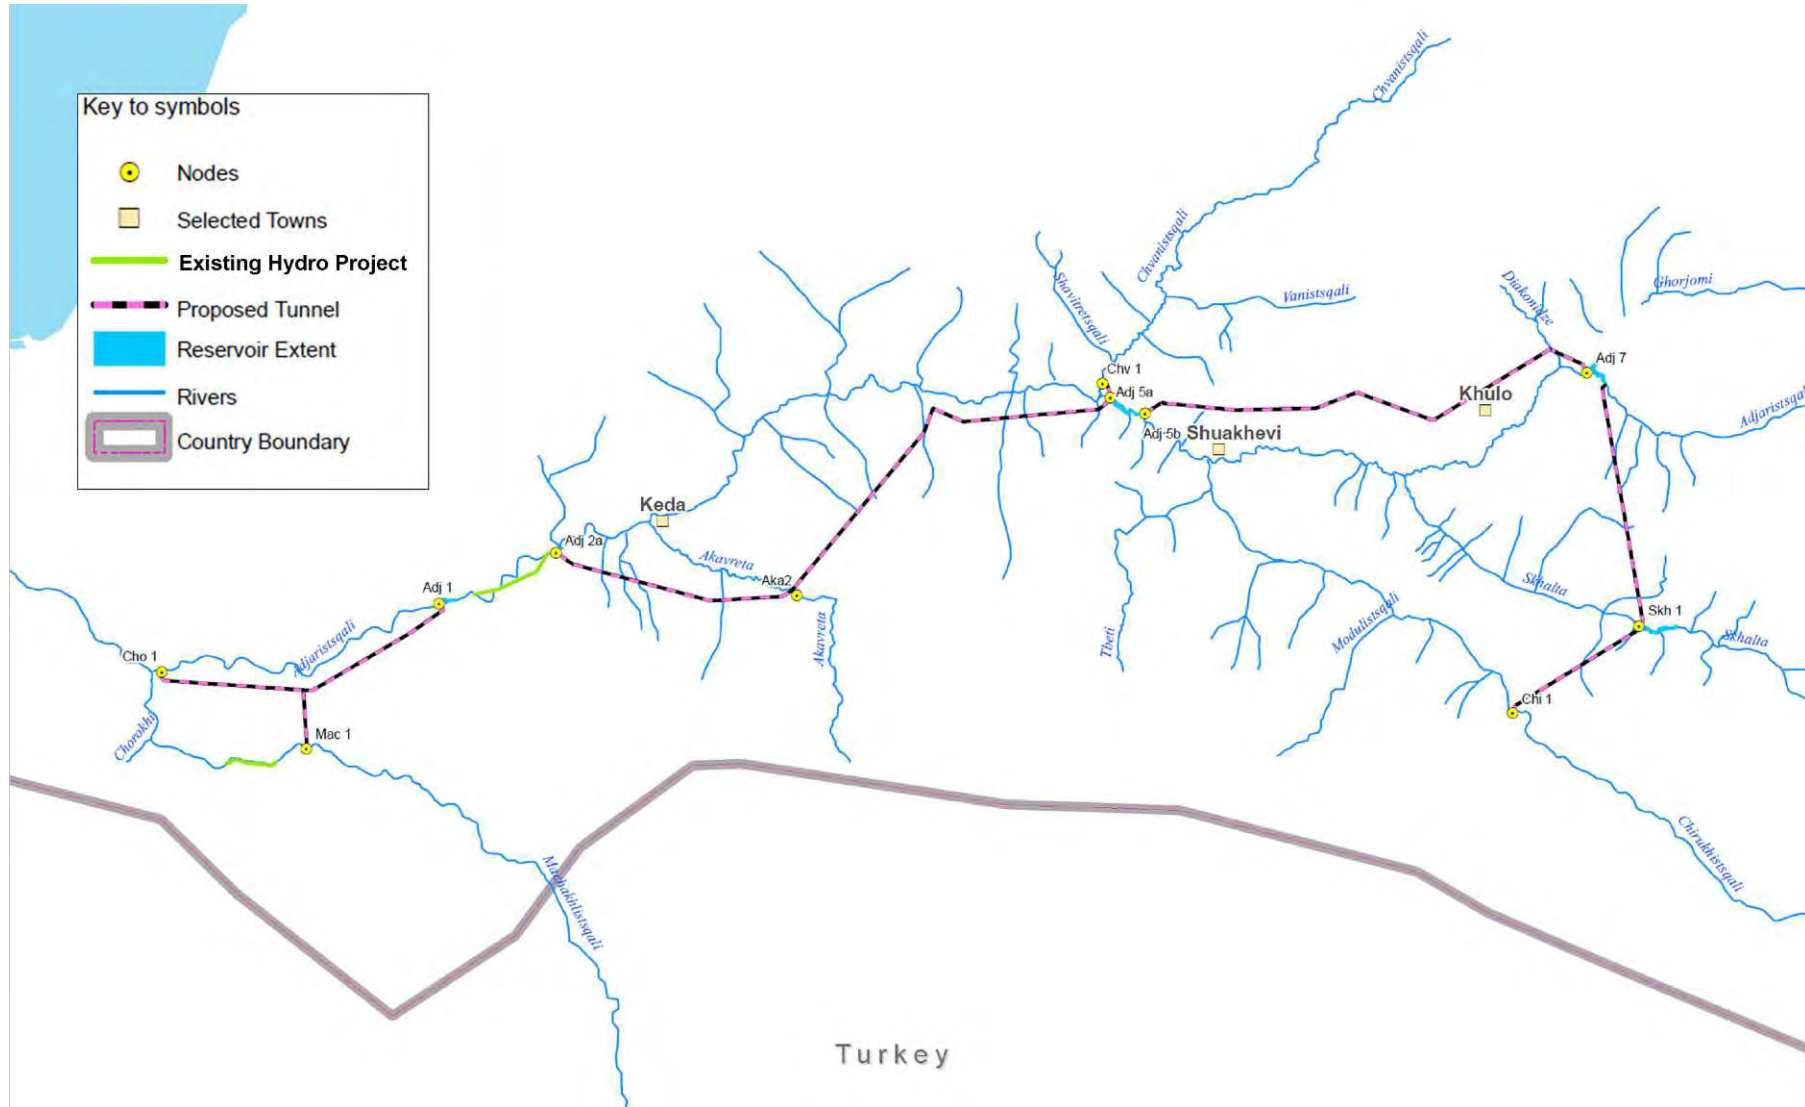 Key to symbols
Nodes
Selected Towns
Existing Hydro Project
Proposed Tunnel
Reservoir Extent
Rivers
Country Boundary
Chvanistsqali
Chvanistsqali
Vanistsqali
Shavitretsqali
Diakonidze
Ghorjomi
Adj 7
Chv 1
Adj 5a
Khulo
Adjaristsqali
Adj 5b
Shuakhevi
Keda
Adj 2a
Akavreta
Aka2
Adj 1
Skhalta
Skh 1
Skhalta
Modulistsqali
Tbeti
Akavreta
Adjaristsqali
Cho 1
Chi 1
Chorokhi
Mac 1
Chirukhistsqali
Machakhlistsqali
Turkey